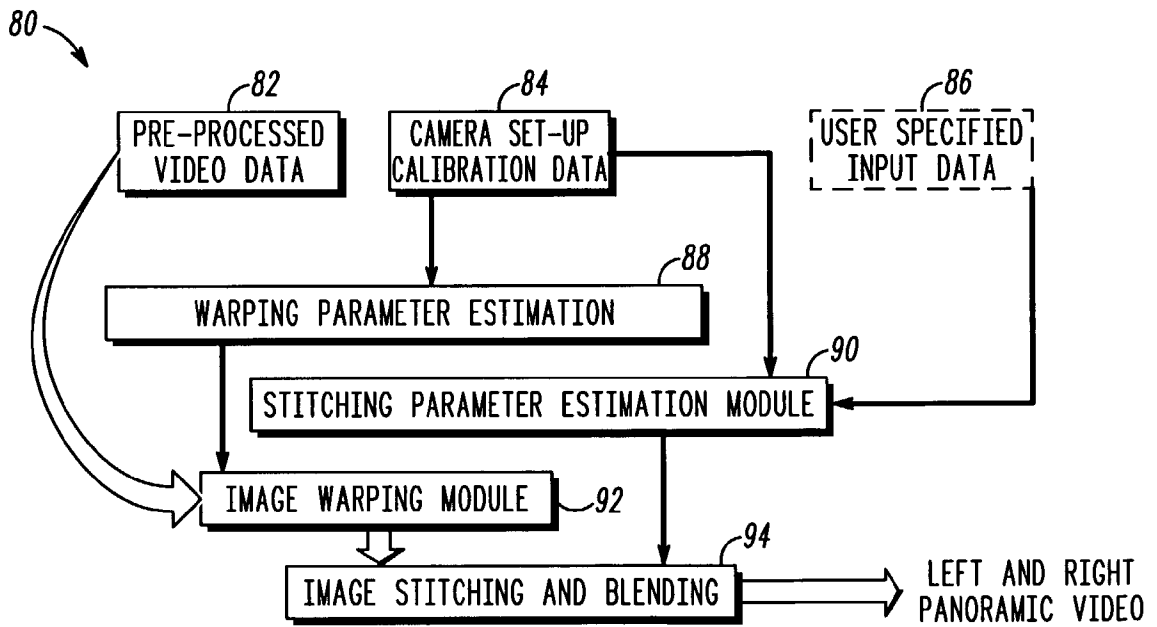 80
82
84
86
PRE-PROCESSED
VIDEO DATA
CAMERA SET-UP
CALIBRATION DATA
USER SPECIFIED
INPUT DATA
88
WARPING PARAMETER ESTIMATION
90
STITCHING PARAMETER ESTIMATION MODULE
IMAGE WARPING MODULE
92
94
IMAGE STITCHING AND BLENDING
LEFT AND RIGHT
PANORAMIC VIDEO